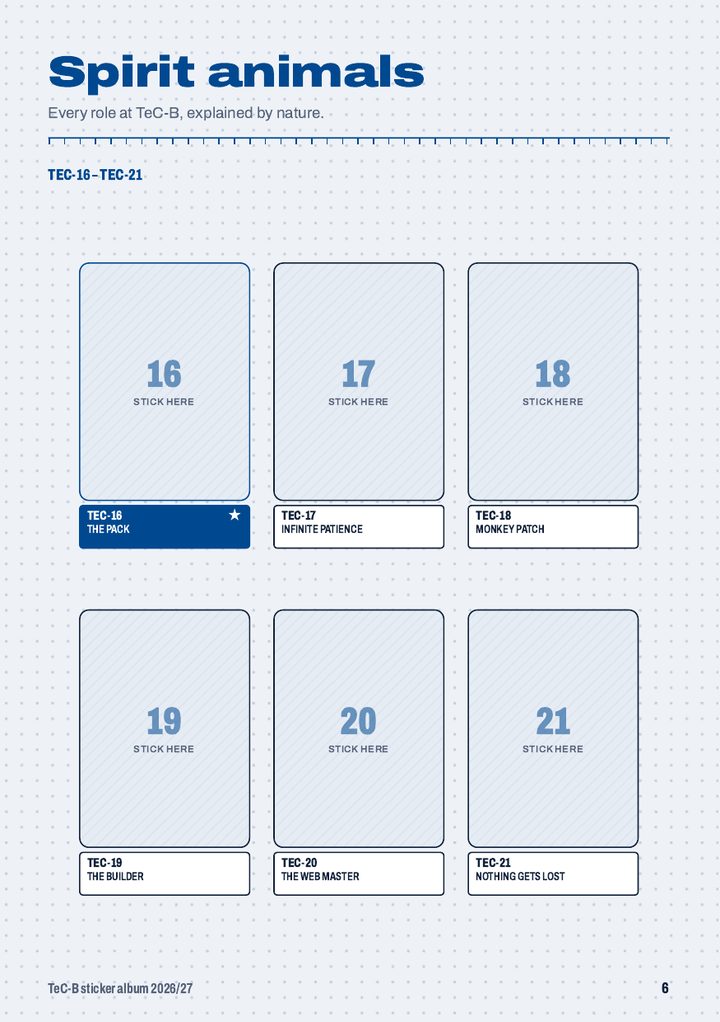 Spirit animals
Every role at TeC-B, explained by nature.
TEC-16 – TEC-21
16
STICK HERE
17
STICK HERE
18
STICK HERE
TEC-16 ★
THE PACK
TEC-17
INFINITE PATIENCE
TEC-18
MONKEY PATCH
19
STICK HERE
20
STICK HERE
21
STICK HERE
TEC-19
THE BUILDER
TEC-20
THE WEB MASTER
TEC-21
NOTHING GETS LOST
TeC-B sticker album 2026/27
6